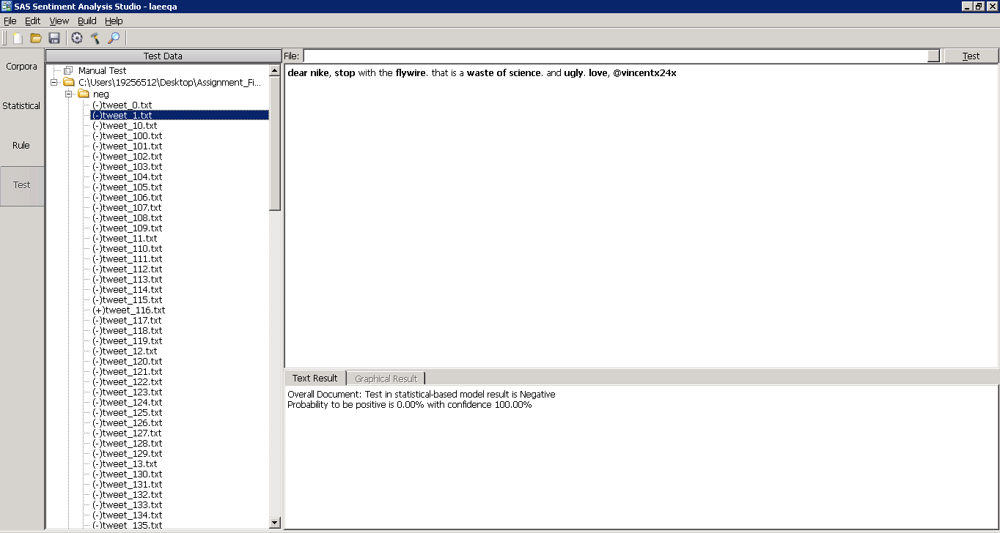 SAS Sentiment Analysis Studio - laeeqa
File Edit View Build Help
Corpora
Statistical
Rule
Test
Test Data
Manual Test
C:\Users\19256512\Desktop\Assignment_Fi...
neg
(-)tweet_0.txt
(-)tweet_1.txt
(-)tweet_10.txt
(-)tweet_100.txt
(-)tweet_101.txt
(-)tweet_102.txt
(-)tweet_103.txt
(-)tweet_104.txt
(-)tweet_105.txt
(-)tweet_106.txt
(-)tweet_107.txt
(-)tweet_108.txt
(-)tweet_109.txt
(-)tweet_11.txt
(-)tweet_110.txt
(-)tweet_111.txt
(-)tweet_112.txt
(-)tweet_113.txt
(-)tweet_114.txt
(-)tweet_115.txt
(+)tweet_116.txt
(-)tweet_117.txt
(-)tweet_118.txt
(-)tweet_119.txt
(-)tweet_12.txt
(-)tweet_120.txt
(-)tweet_121.txt
(-)tweet_122.txt
(-)tweet_123.txt
(-)tweet_124.txt
(-)tweet_125.txt
(-)tweet_126.txt
(-)tweet_127.txt
(-)tweet_128.txt
(-)tweet_129.txt
(-)tweet_13.txt
(-)tweet_130.txt
(-)tweet_131.txt
(-)tweet_132.txt
(-)tweet_133.txt
(-)tweet_134.txt
(-)tweet_135.txt
File: Test
dear nike, stop with the flywire. that is a waste of science. and ugly. love, @vincentx24x
Text Result Graphical Result
Overall Document: Test in statistical-based model result is Negative
Probability to be positive is 0.00% with confidence 100.00%